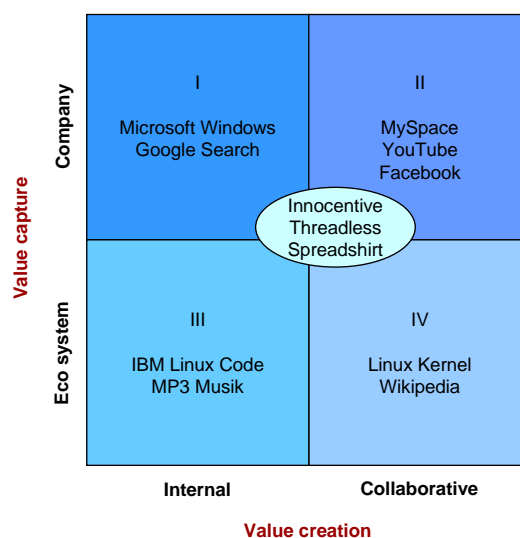 I
Microsoft Windows
Google Search
II
MySpace
YouTube
Facebook
Innocentive
Threadless
Spreadshirt
III
IBM Linux Code
MP3 Musik
IV
Linux Kernel
Wikipedia
Company
Eco system
Value capture
Internal
Collaborative
Value creation